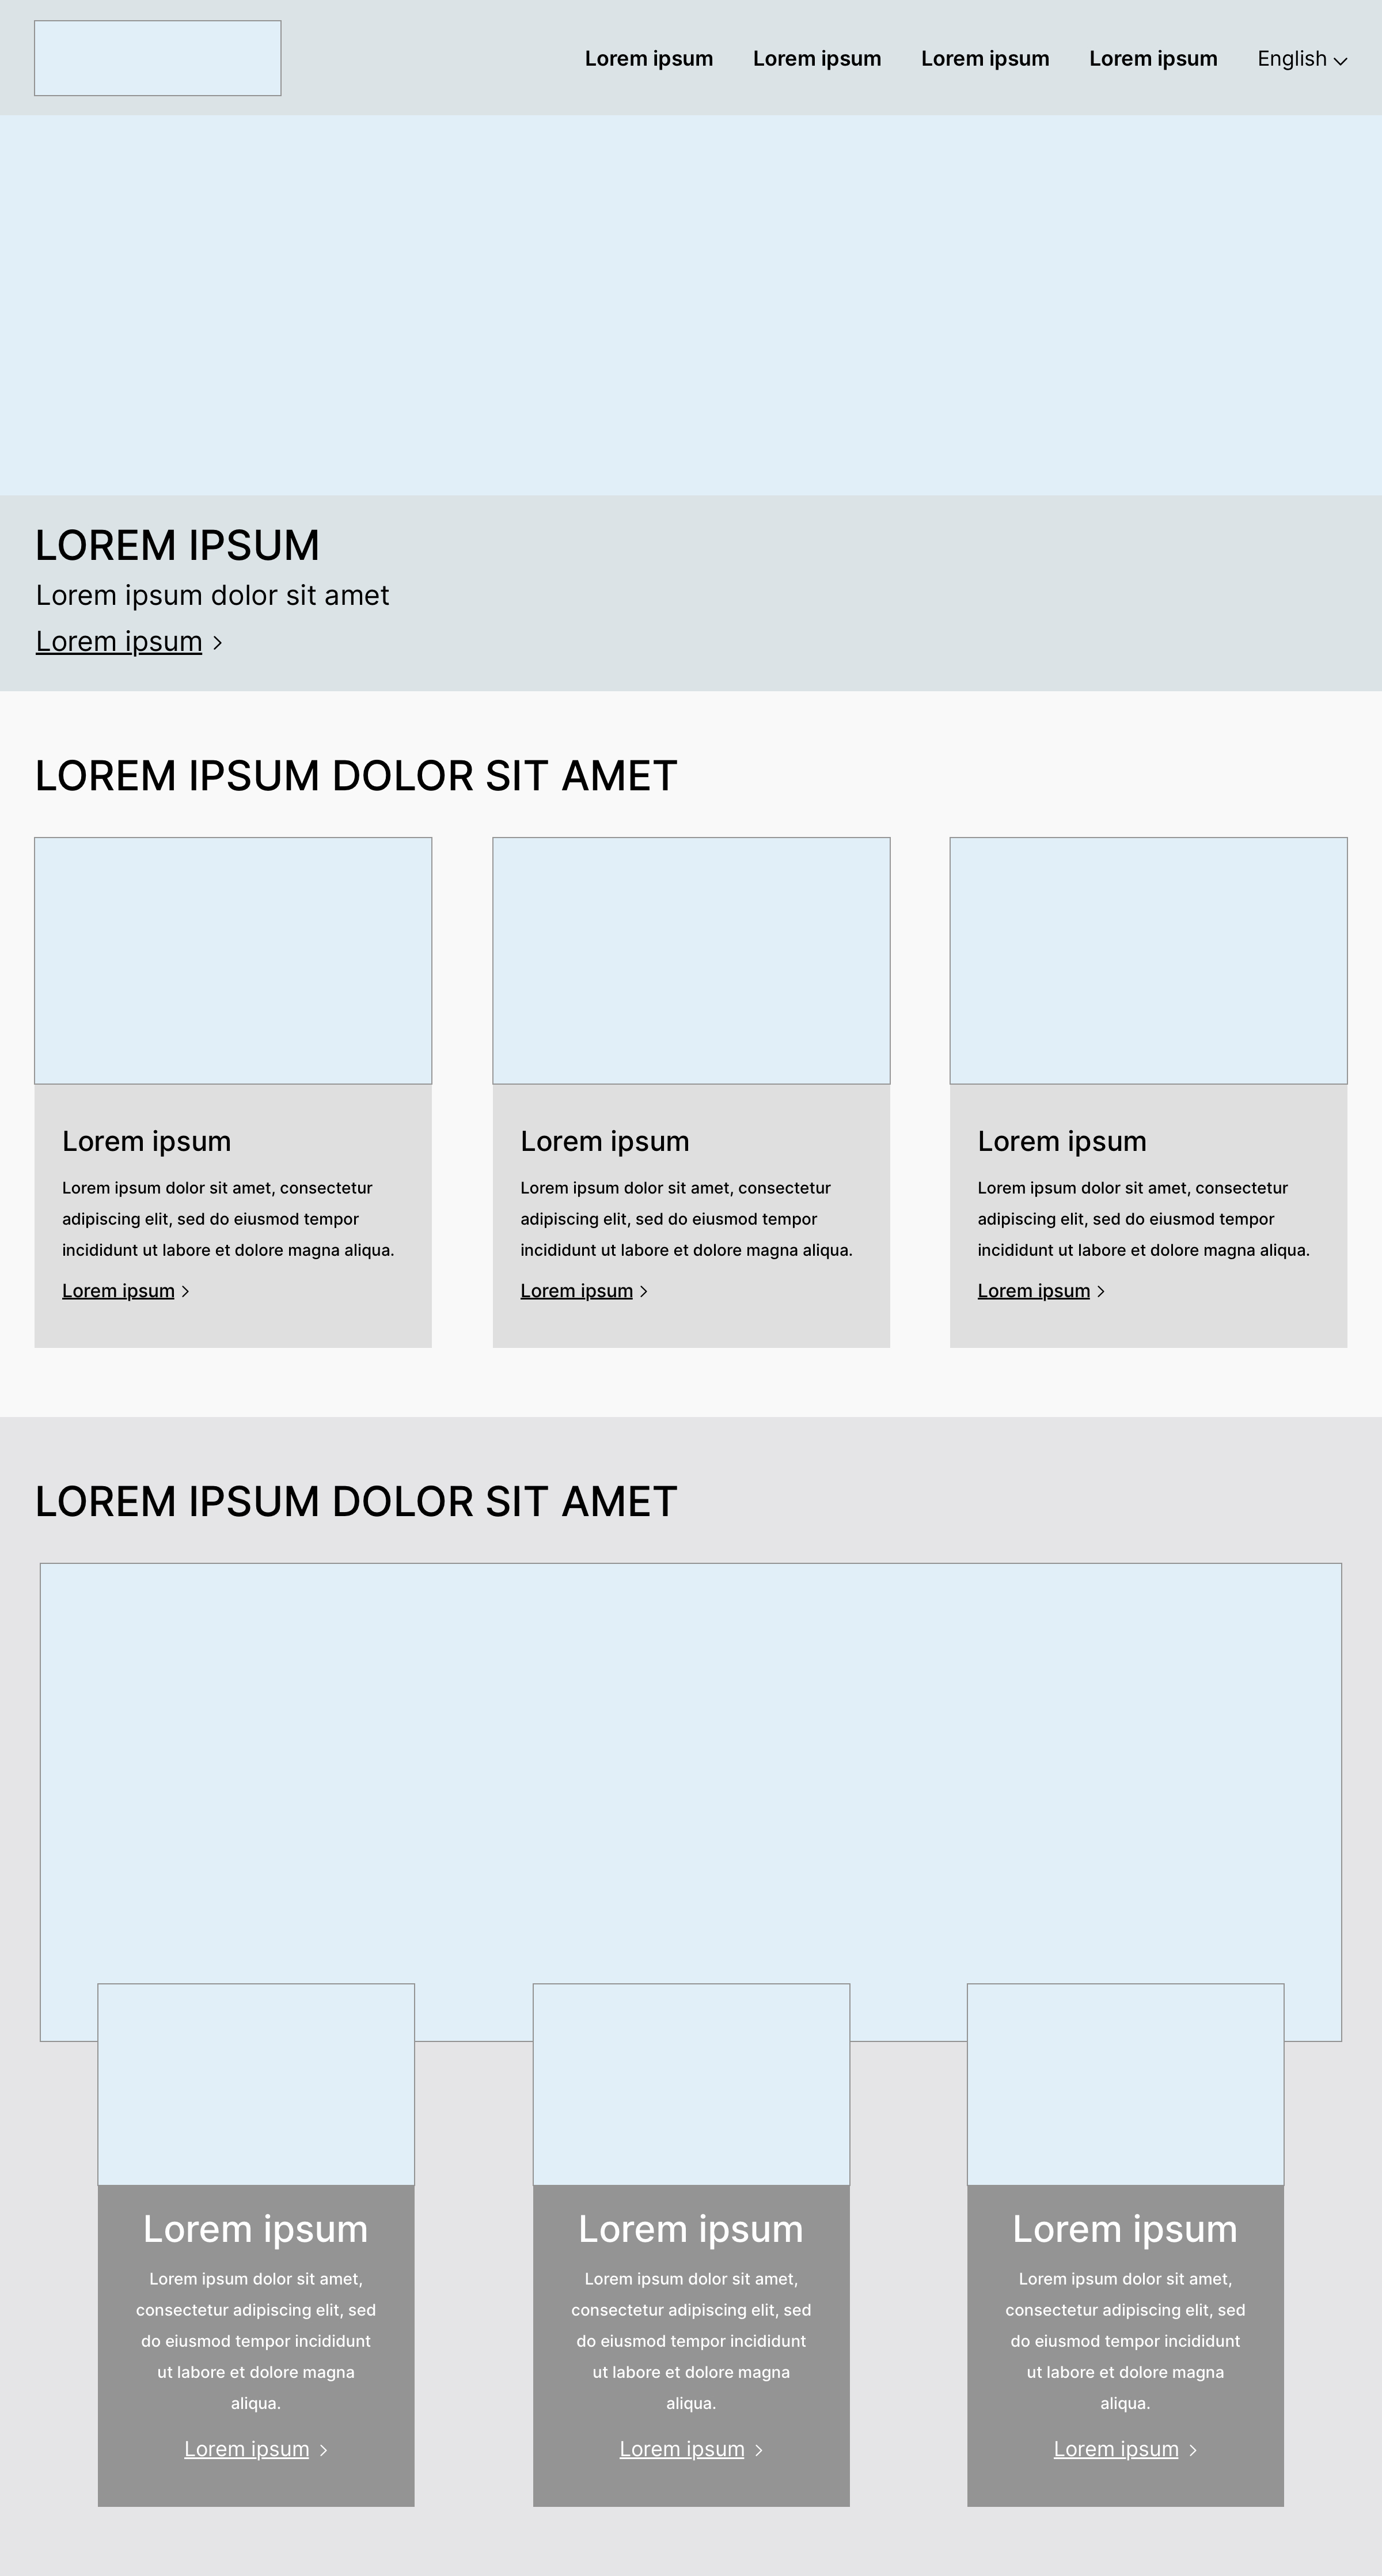 Lorem ipsum Lorem ipsum Lorem ipsum Lorem ipsum English
LOREM IPSUM
Lorem ipsum dolor sit amet
Lorem ipsum
LOREM IPSUM DOLOR SIT AMET
Lorem ipsum
Lorem ipsum dolor sit amet, consectetur
adipiscing elit, sed do eiusmod tempor
incididunt ut labore et dolore magna aliqua.
Lorem ipsum
Lorem ipsum
Lorem ipsum dolor sit amet, consectetur
adipiscing elit, sed do eiusmod tempor
incididunt ut labore et dolore magna aliqua.
Lorem ipsum
Lorem ipsum
Lorem ipsum dolor sit amet, consectetur
adipiscing elit, sed do eiusmod tempor
incididunt ut labore et dolore magna aliqua.
Lorem ipsum
LOREM IPSUM DOLOR SIT AMET
Lorem ipsum
Lorem ipsum dolor sit amet,
consectetur adipiscing elit, sed
do eiusmod tempor incididunt
ut labore et dolore magna
aliqua.
Lorem ipsum
Lorem ipsum
Lorem ipsum dolor sit amet,
consectetur adipiscing elit, sed
do eiusmod tempor incididunt
ut labore et dolore magna
aliqua.
Lorem ipsum
Lorem ipsum
Lorem ipsum dolor sit amet,
consectetur adipiscing elit, sed
do eiusmod tempor incididunt
ut labore et dolore magna
aliqua.
Lorem ipsum